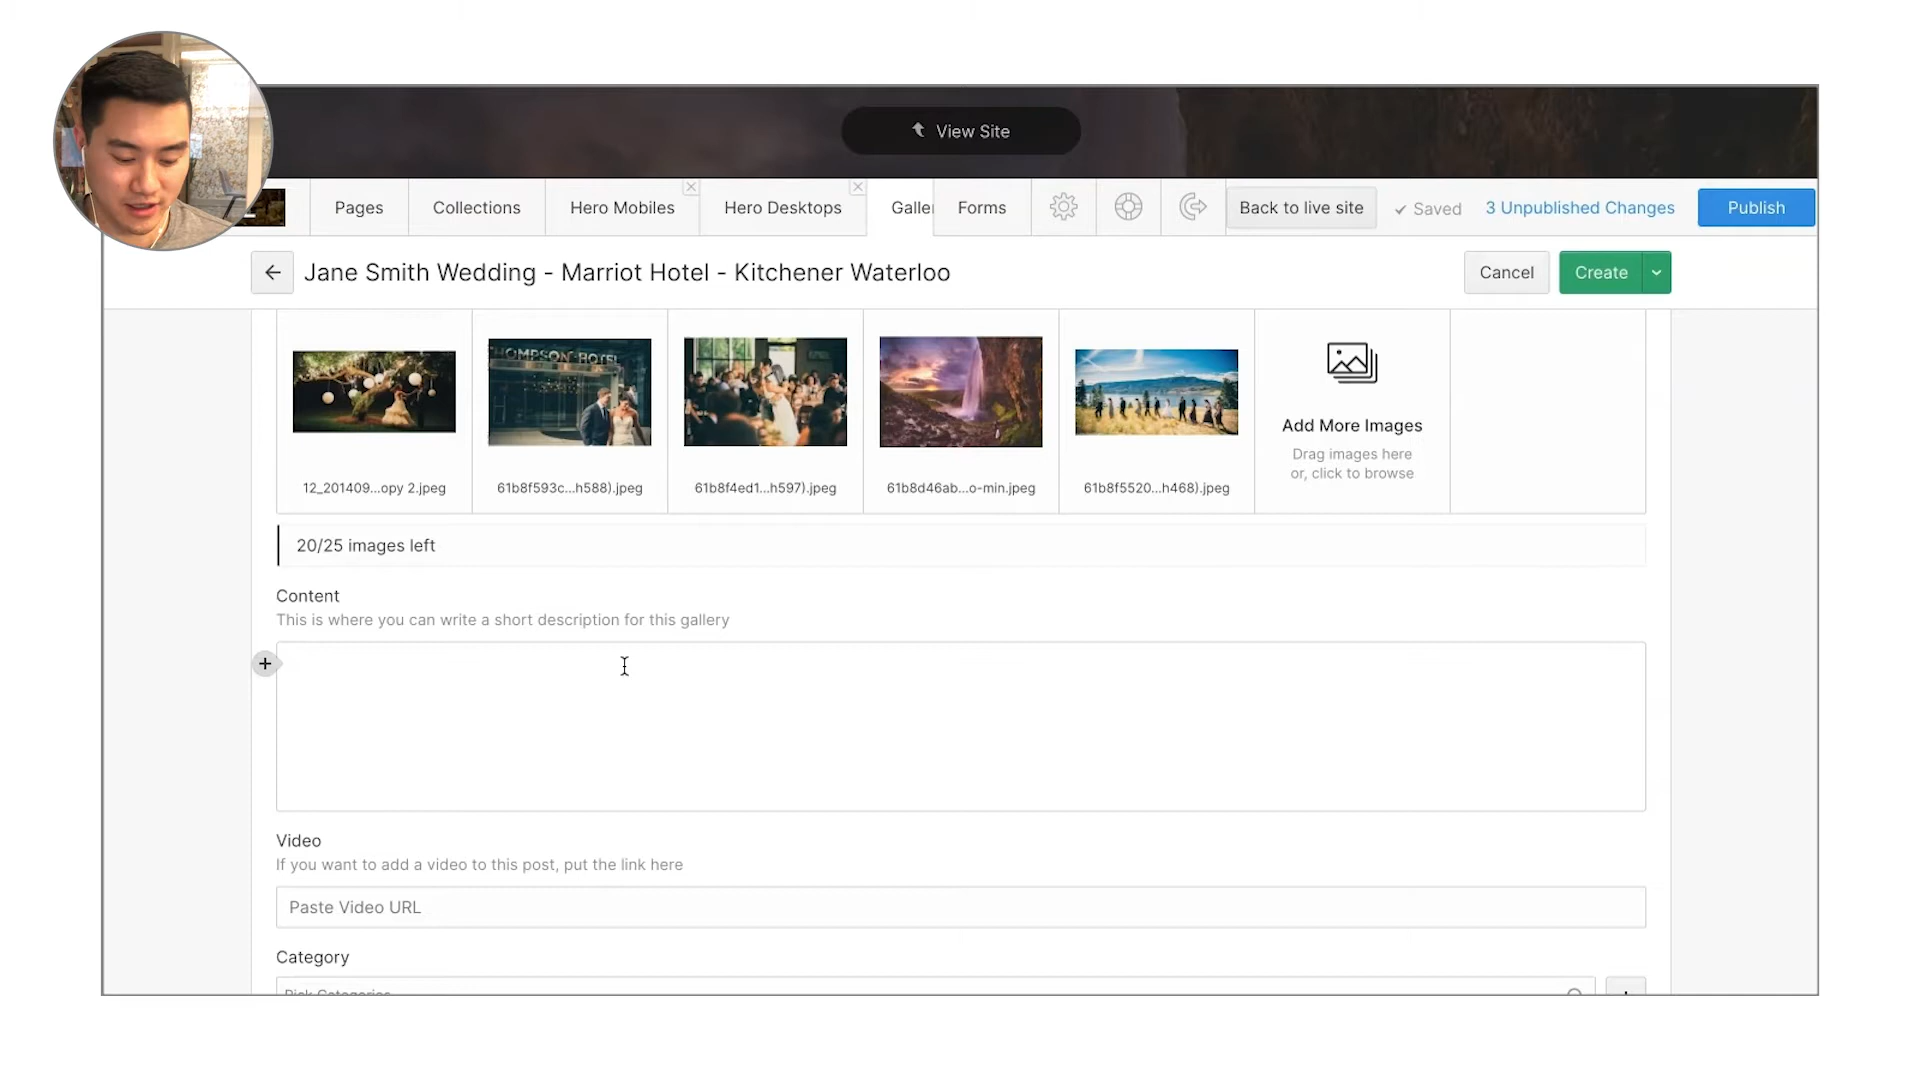 View Site
Pages
Collections
Hero Mobiles
Hero Desktops
Galle
Forms
Back to live site
Saved
3 Unpublished Changes
Publish
Jane Smith Wedding - Marriot Hotel - Kitchener Waterloo
Cancel
Create
THOMPSON HOTEL
12_201409...opy 2.jpeg
61b8f593c...h588).jpeg
61b8f4ed1...h597).jpeg
61b8d46ab...o-min.jpeg
61b8f5520...h468).jpeg
Add More Images
Drag images here
or, click to browse
20/25 images left
Content
This is where you can write a short description for this gallery
Video
If you want to add a video to this post, put the link here
Paste Video URL
Category
Pick Categories